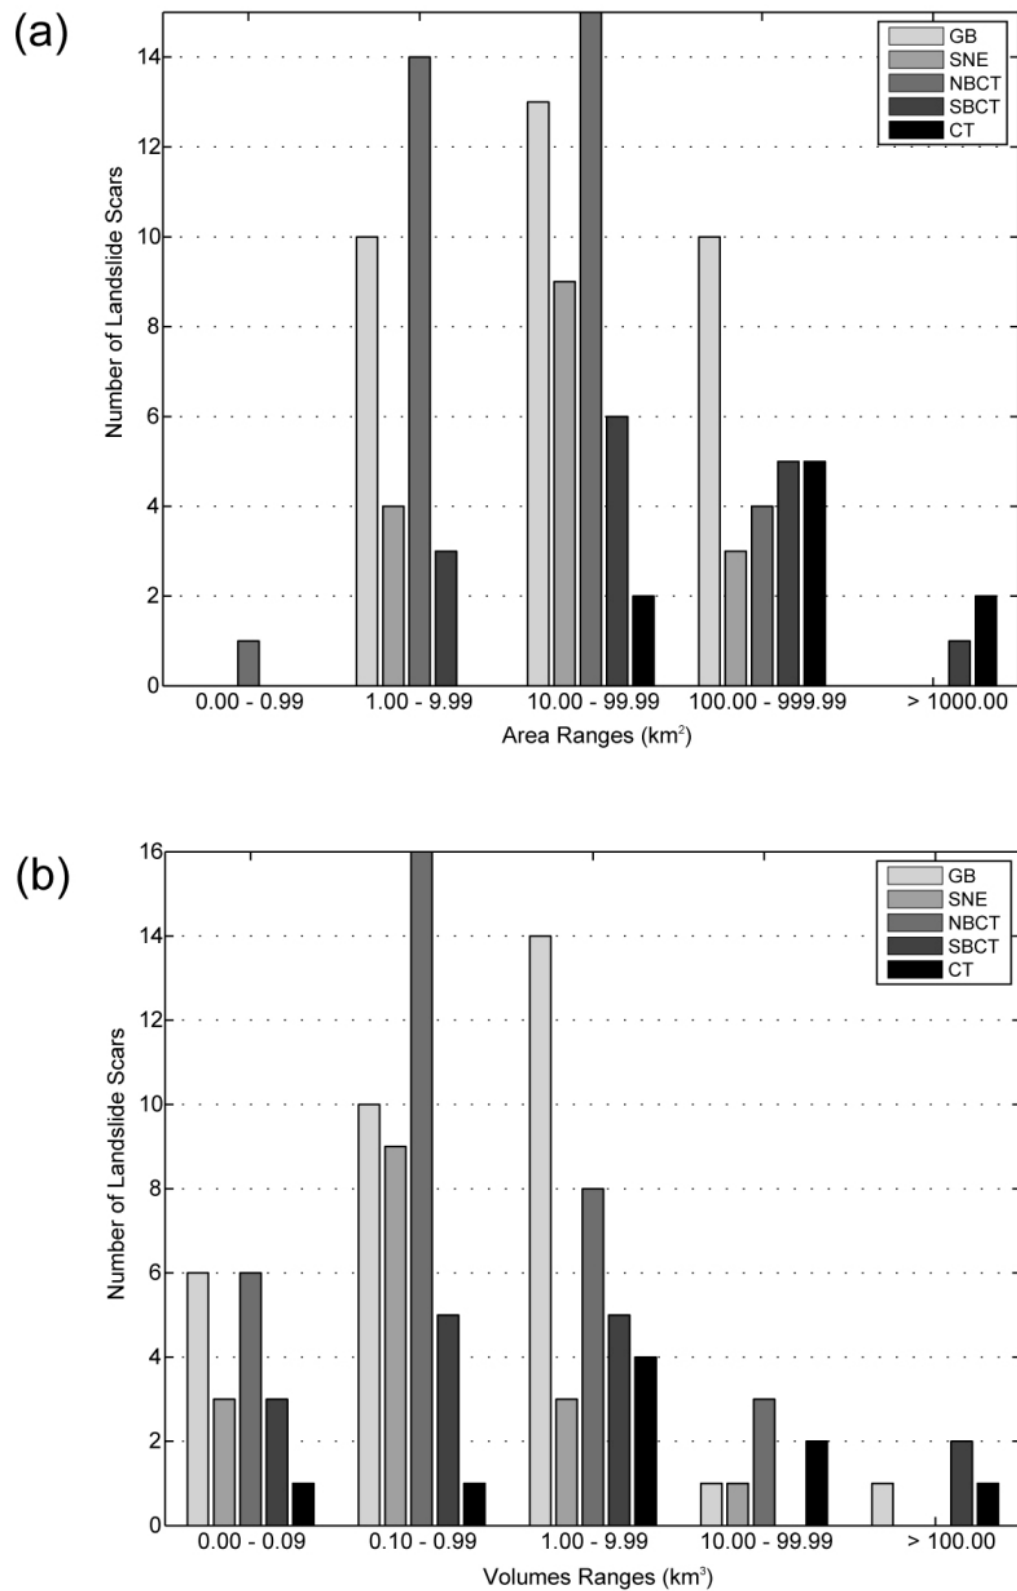 (a)
GB
SNE
NBCT
SBCT
CT
14
12
10
8
6
4
2
0
Number of Landslide Scars
0.00 - 0.99 1.00 - 9.99 10.00 - 99.99 100.00 - 999.99 > 1000.00
Area Ranges (km²)
(b)
GB
SNE
NBCT
SBCT
CT
16
14
12
10
8
6
4
2
0
Number of Landslide Scars
0.00 - 0.09 0.10 - 0.99 1.00 - 9.99 10.00 - 99.99 > 100.00
Volumes Ranges (km³)